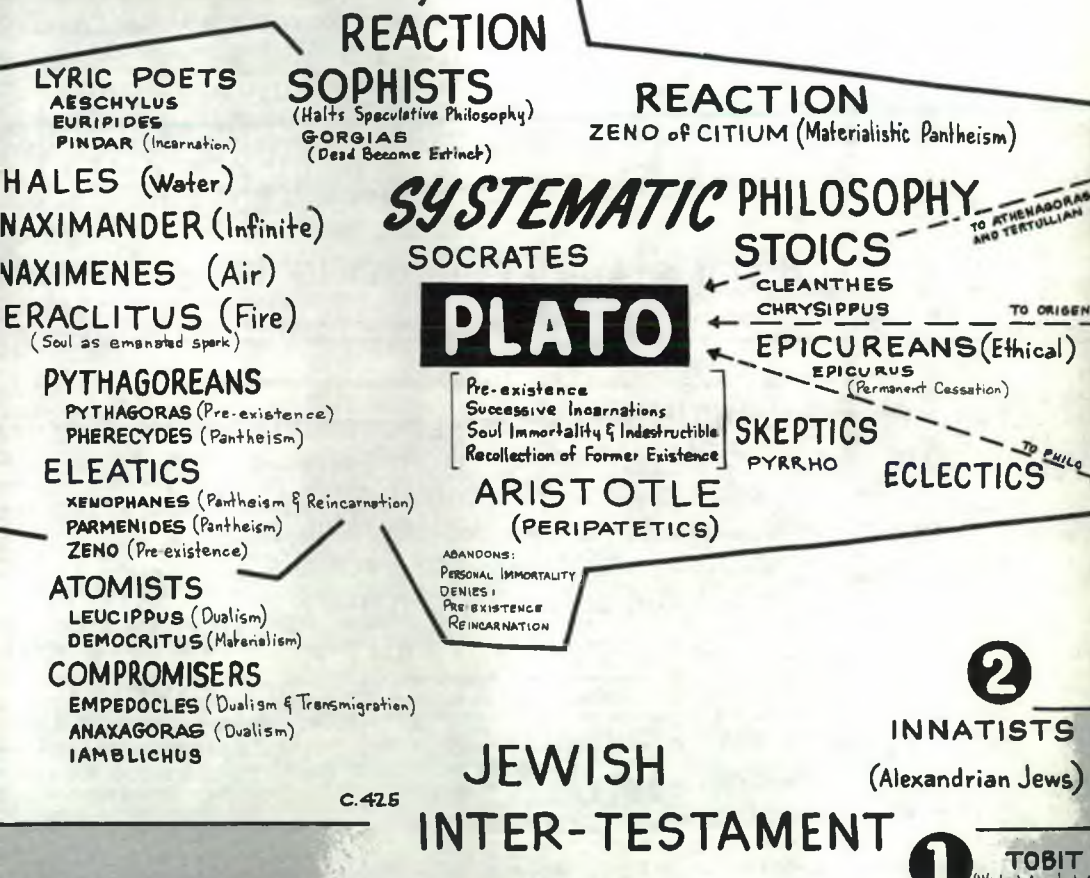 REACTION
LYRIC POETS
AESCHYLUS
EURIPIDES
PINDAR (Incarnation)
HALES (Water)
NAXIMANDER (Infinite)
NAXIMENES (Air)
ERACLITUS (Fire)
(Soul as emanated spark)
PYTHAGOREANS
PYTHAGORAS (Pre-existence)
PHERECYDES (Pantheism)
ELEATICS
XENOPHANES (Pantheism & Reincarnation)
PARMENIDES (Pantheism)
ZENO (Pre-existence)
ATOMISTS
LEUCIPPUS (Dualism)
DEMOCRITUS (Materialism)
COMPROMISERS
EMPEDOCLES (Dualism & Transmigration)
ANAXAGORAS (Dualism)
IAMBLICHUS
C.425
SOPHISTS
(Halts Speculative Philosophy)
GORGIAS
(Dead Become Extinct)
REACTION
ZENO of CITIUM (Materialistic Pantheism)
SYSTEMATIC PHILOSOPHY
SOCRATES
PLATO
Pre-existence
Successive Incarnations
Soul Immortality & Indestructible
Recollection of Former Existence
ARISTOTLE
(PERIPATETICS)
ABANDONS:
PERSONAL IMMORTALITY
DENIES:
PRE-EXISTENCE
REINCARNATION
TO ATHENAGORAS
AND TERTULLIAN
STOICS
CLEANTHES
CHRYSIPPUS
TO ORIGEN
EPICUREANS (Ethical)
EPICURUS
(Permanent Cessation)
SKEPTICS
PYRRHO
TO PHILO
ECLECTICS
2
INNATISTS
(Alexandrian Jews)
JEWISH
INTER-TESTAMENT
1
TOBIT